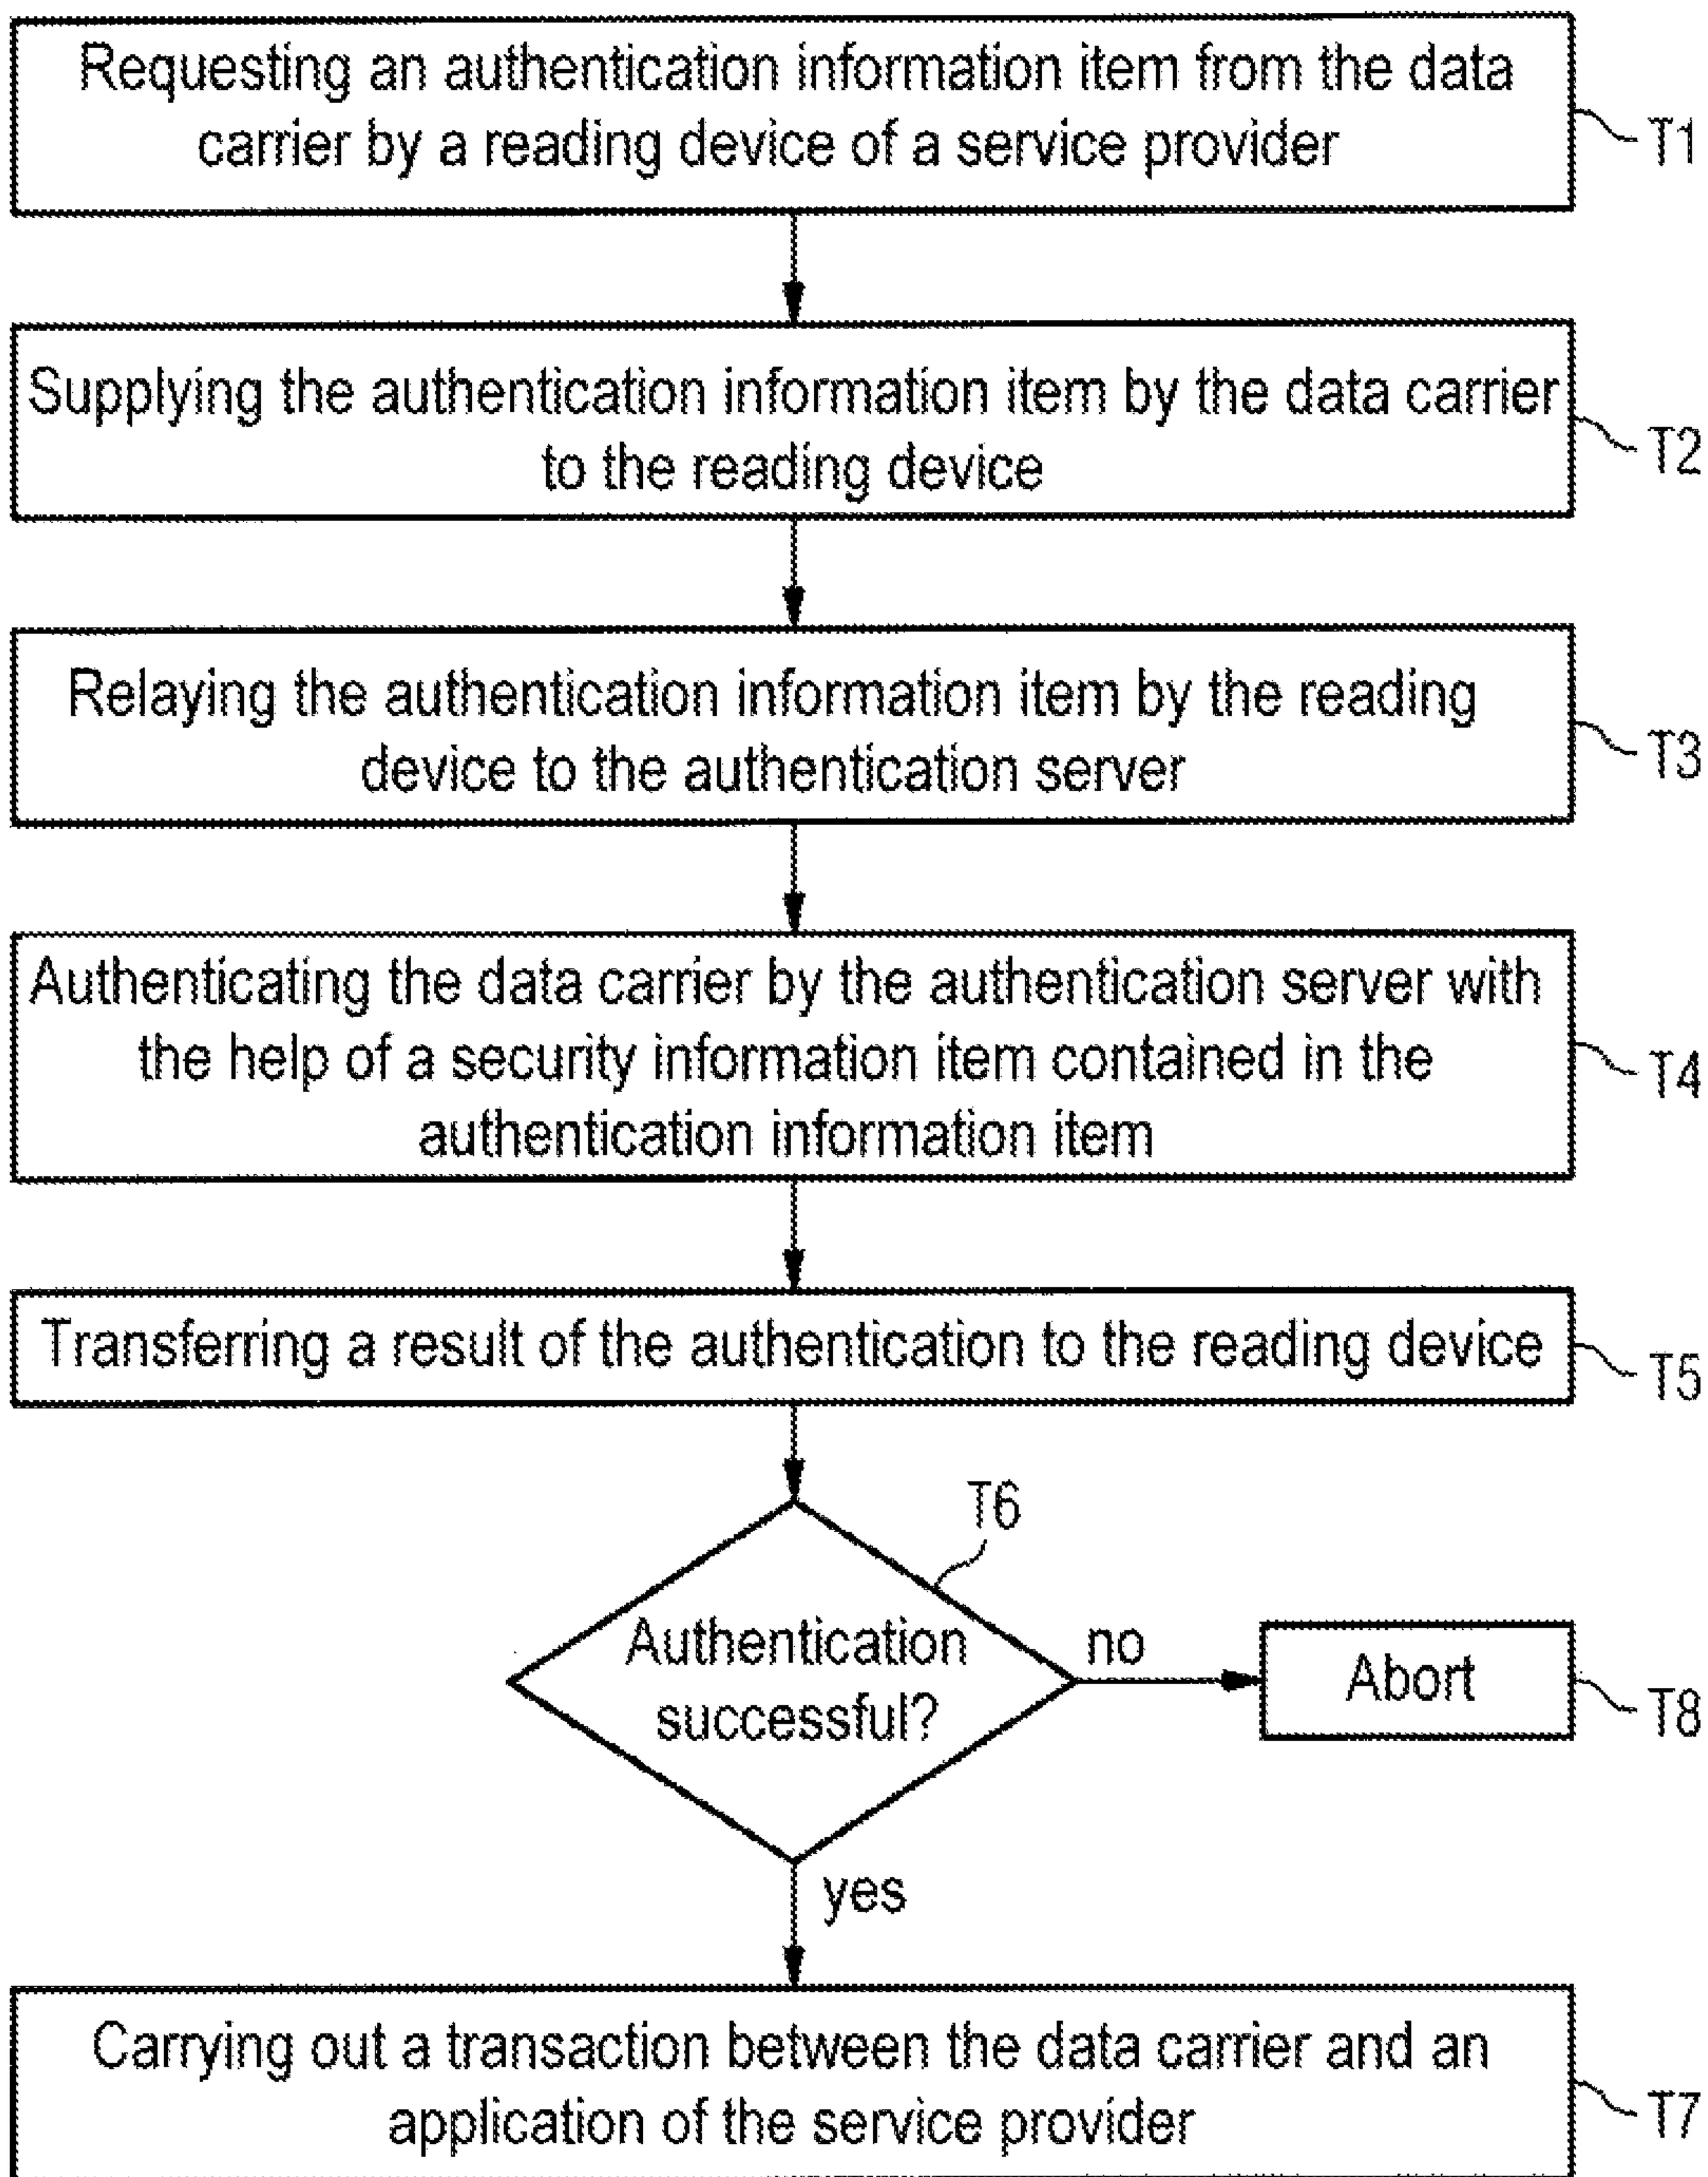 Requesting an authentication information item from the data
carrier by a reading device of a service provider
T1
Supplying the authentication information item by the data carrier
to the reading device
T2
Relaying the authentication information item by the reading
device to the authentication server
T3
Authenticating the data carrier by the authentication server with
the help of a security information item contained in the
authentication information item
T4
Transferring a result of the authentication to the reading device
T5
T6
Authentication
successful?
no
Abort
T8
yes
Carrying out a transaction between the data carrier and an
application of the service provider
T7